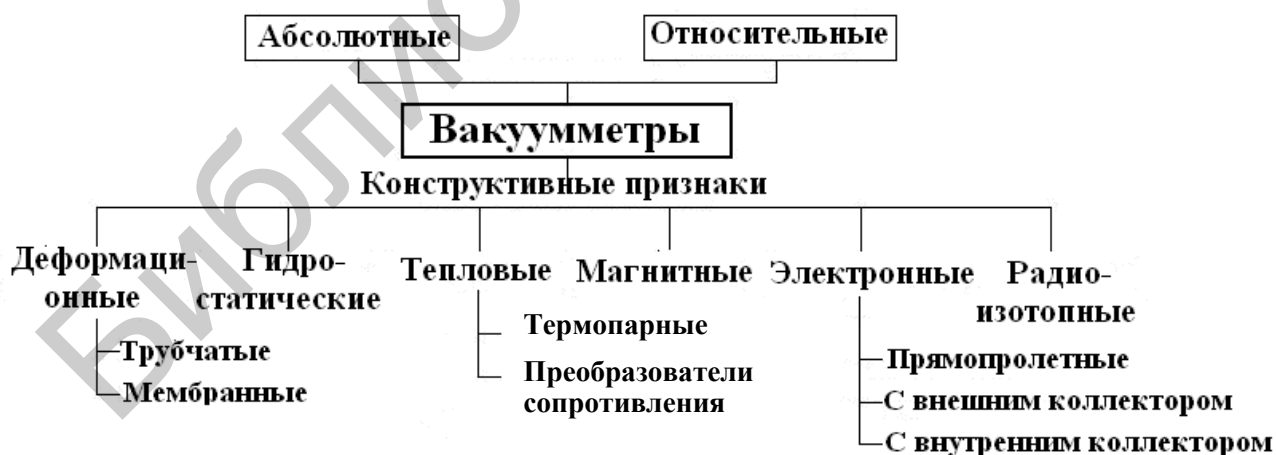 Абсолютные
Относительные
Вакуумметры
Конструктивные признаки
Деформаци-
онные
Гидро-
статические
Тепловые
Магнитные
Электронные
Радио-
изотопные
Трубчатые
Мембранные
Термопарные
Преобразователи
сопротивления
Прямопролетные
С внешним коллектором
С внутренним коллектором
Библио